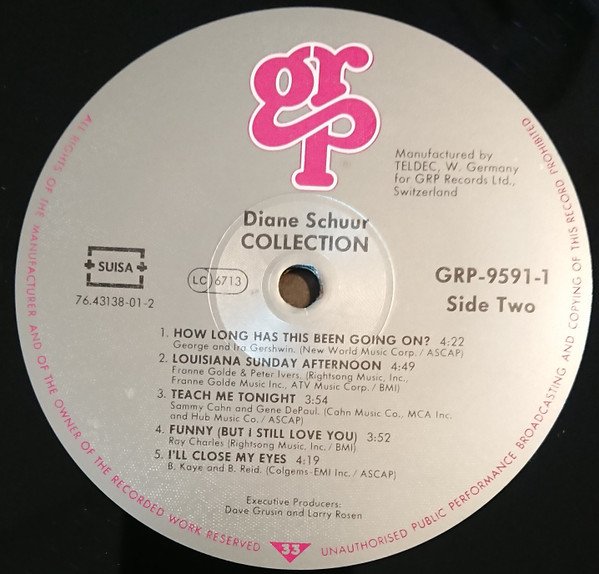 grp
Manufactured by
TELDEC, W. Germany
for GRP Records Ltd.,
Switzerland
Diane Schuur
COLLECTION
SUISA
76.43138-01-2
LC 6713
GRP-9591-1
Side Two
1. HOW LONG HAS THIS BEEN GOING ON? 4:22
George and Ira Gershwin. (New World Music Corp. / ASCAP)
2. LOUISIANA SUNDAY AFTERNOON 4:49
Franne Golde & Peter Ivers. (Rightsong Music, Inc.,
Franne Golde Music Inc., ATV Music Corp. / BMI)
3. TEACH ME TONIGHT 3:54
Sammy Cahn and Gene DePaul. (Cahn Music Co., MCA Inc.
and Hub Music Co. / ASCAP)
4. FUNNY (BUT i STILL LOVE YOU) 3:52
Ray Charles (Rightsong Music, Inc. / BMI)
5. I'LL CLOSE MY EYES 4:19
B. Kaye and B. Reid. (Colgems-EMI Inc. / ASCAP)
Executive Producers:
Dave Grusin and Larry Rosen
ALL RIGHTS OF THE MANUFACTURER AND OF THE OWNER OF THE RECORDED WORK RESERVED
33
UNAUTHORISED PUBLIC PERFORMANCE BROADCASTING AND COPYING OF THIS RECORD PROHIBITED